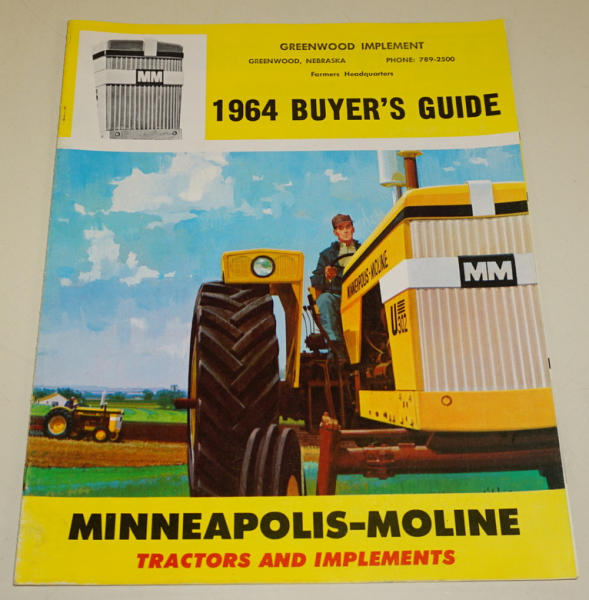 GREENWOOD IMPLEMENT
GREENWOOD, NEBRASKA PHONE: 789-2500
Farmers Headquarters
MM
1964 BUYER'S GUIDE
MINNEAPOLIS-MOLINE
MM
U
302
MINNEAPOLIS-MOLINE
TRACTORS AND IMPLEMENTS